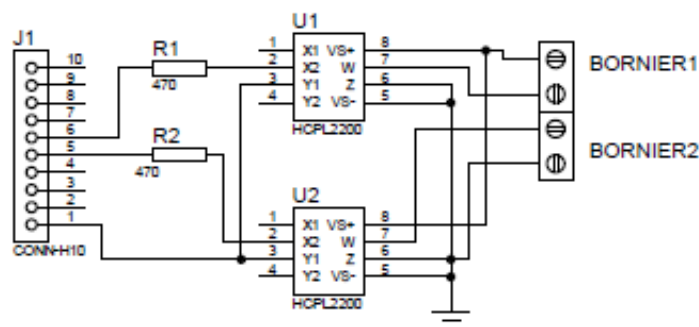 J1
10
9
8
7
6
5
4
3
2
1
CONN-H10
R1
470
R2
470
U1
1 X1 VS+ 8
2 X2 W 7
3 Y1 Z 6
4 Y2 VS- 5
HCPL2200
U2
1 X1 VS+ 8
2 X2 W 7
3 Y1 Z 6
4 Y2 VS- 5
HCPL2200
BORNIER1
BORNIER2